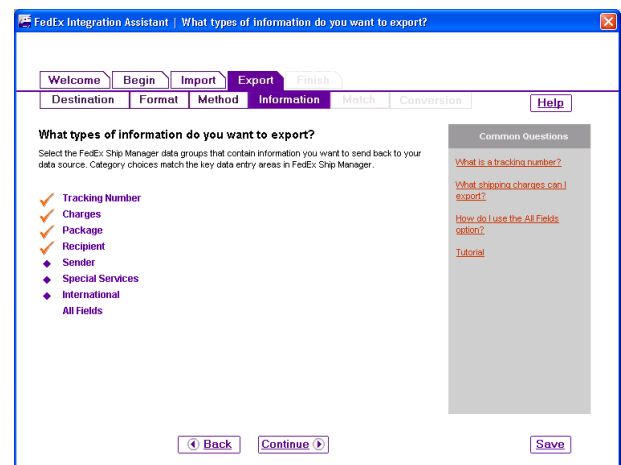 FedEx Integration Assistant | What types of information do you want to export?
Welcome Begin Import Export Finish
Destination Format Method Information Match Conversion Help
What types of information do you want to export?
Select the FedEx Ship Manager data groups that contain information you want to send back to your
data source. Category choices match the key data entry areas in FedEx Ship Manager.
Tracking Number
Charges
Package
Recipient
Sender
Special Services
International
All Fields
Common Questions
What is a tracking number?
What shipping charges can I
export?
How do I use the All Fields
option?
Tutorial
Back Continue Save